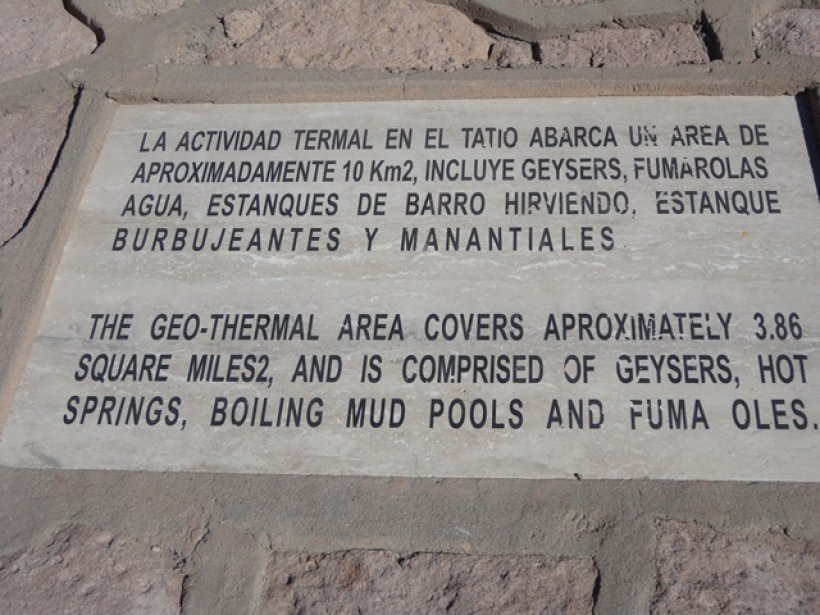 LA ACTIVIDAD TERMAL EN EL TATIO ABARCA UN AREA DE
APROXIMADAMENTE 10 Km2, INCLUYE GEYSERS, FUMAROLAS
AGUA, ESTANQUES DE BARRO HIRVIENDO, ESTANQUE
BURBUJEANTES Y MANANTIALES
THE GEO-THERMAL AREA COVERS APROXIMATELY 3.86
SQUARE MILES2, AND IS COMPRISED OF GEYSERS, HOT
SPRINGS, BOILING MUD POOLS AND FUMA OLES.